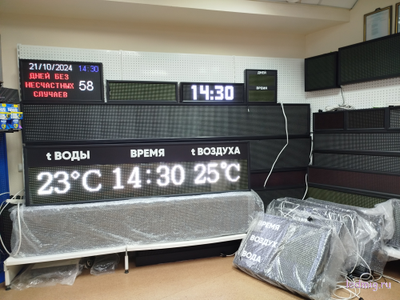 21/10/2024 14:30
ДНЕЙ БЕЗ
НЕСЧАСТНЫХ 58
СЛУЧАЕВ
14:30
ДНЕЙ
ВРЕМЯ
t ВОДЫ ВРЕМЯ t ВОЗДУХА
23°C 14:30 25°C
ВРЕМЯ
ВОЗДУХ
ВОДА